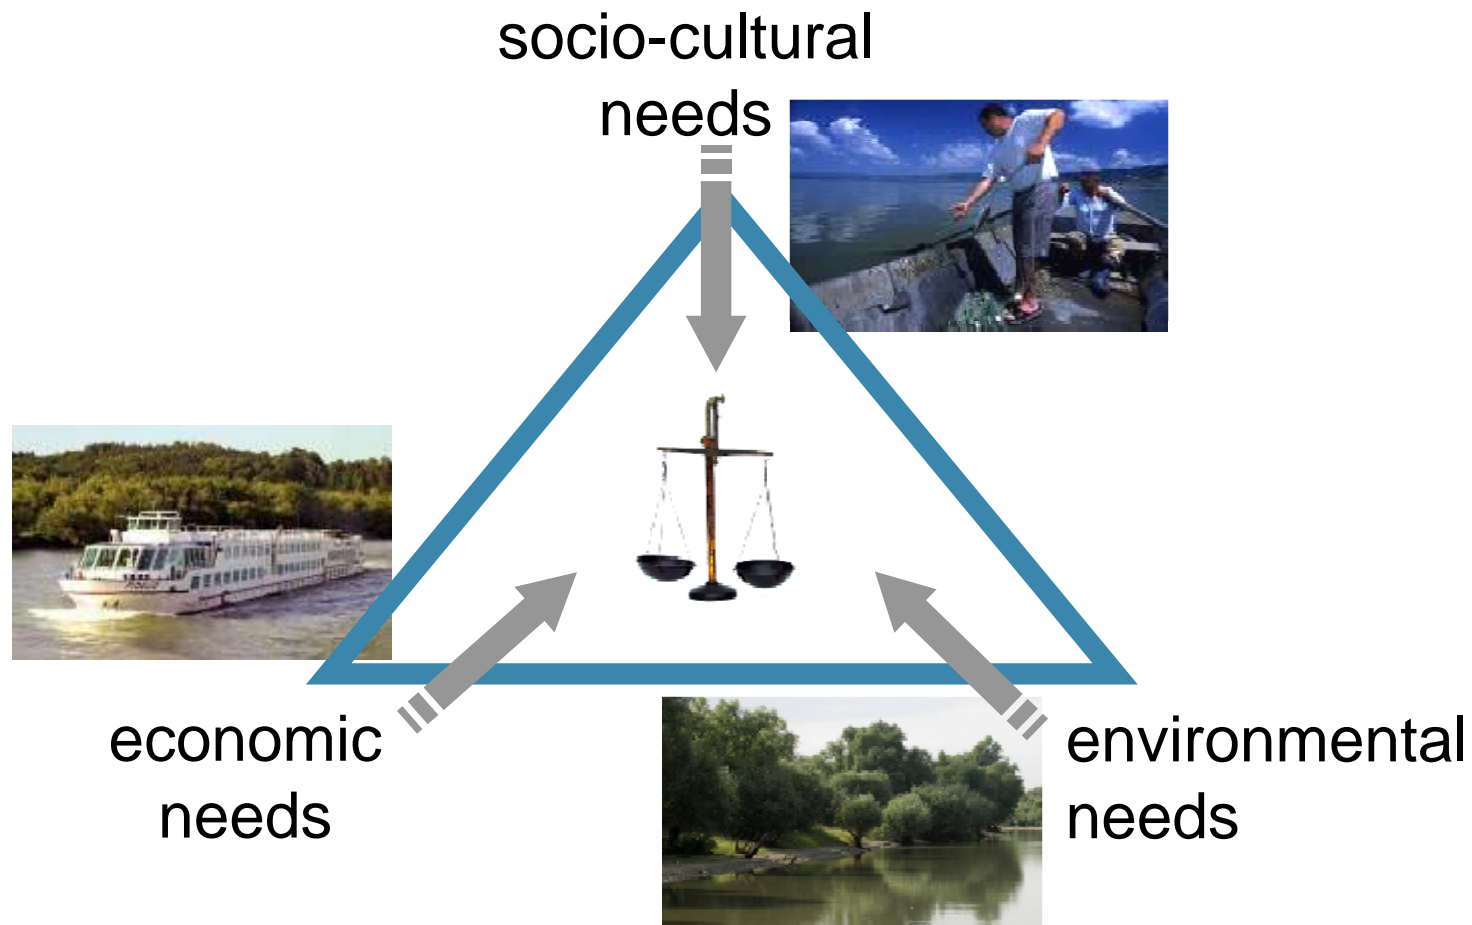 socio-cultural
needs
economic
needs
environmental
needs